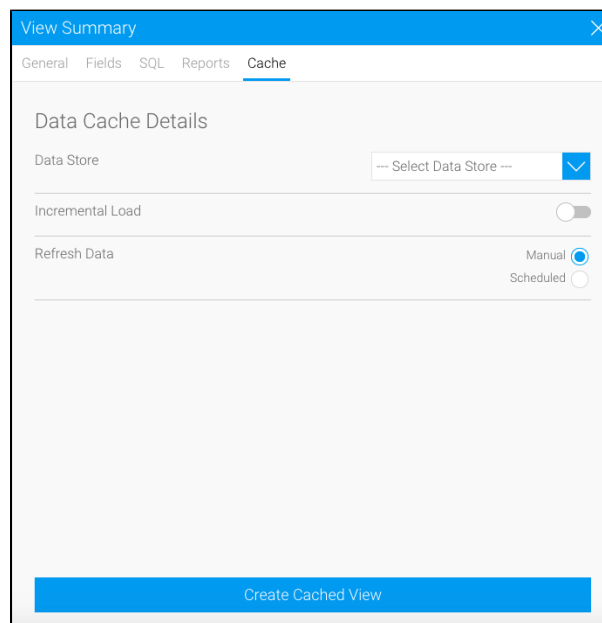 View Summary
General Fields SQL Reports Cache
Data Cache Details
Data Store
--- Select Data Store ---
Incremental Load
Refresh Data
Manual
Scheduled
Create Cached View